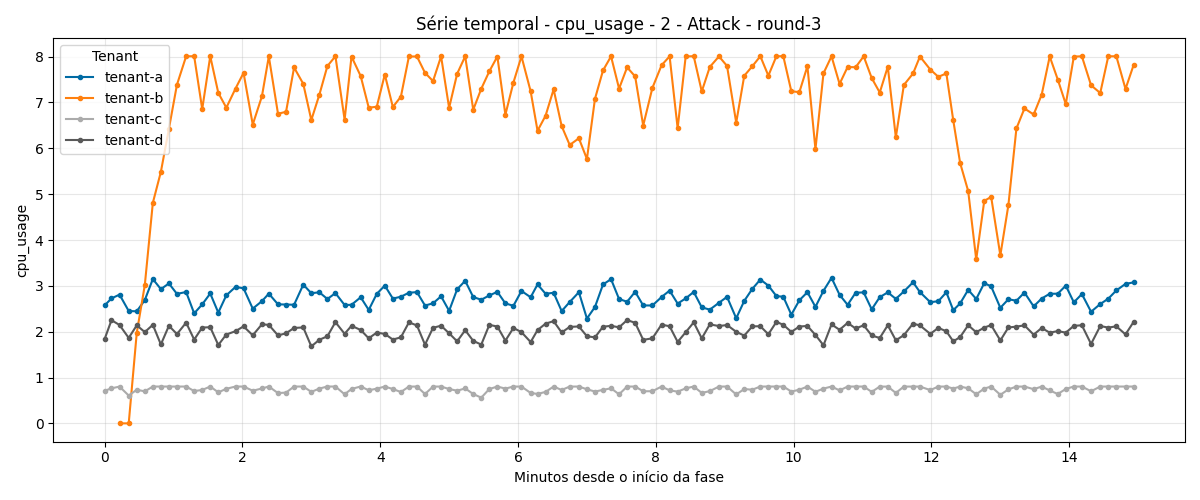 Série temporal - cpu_usage - 2 - Attack - round-3
Tenant
tenant-a
tenant-b
tenant-c
tenant-d
cpu_usage
8
7
6
5
4
3
2
1
0
0 2 4 6 8 10 12 14
Minutos desde o início da fase